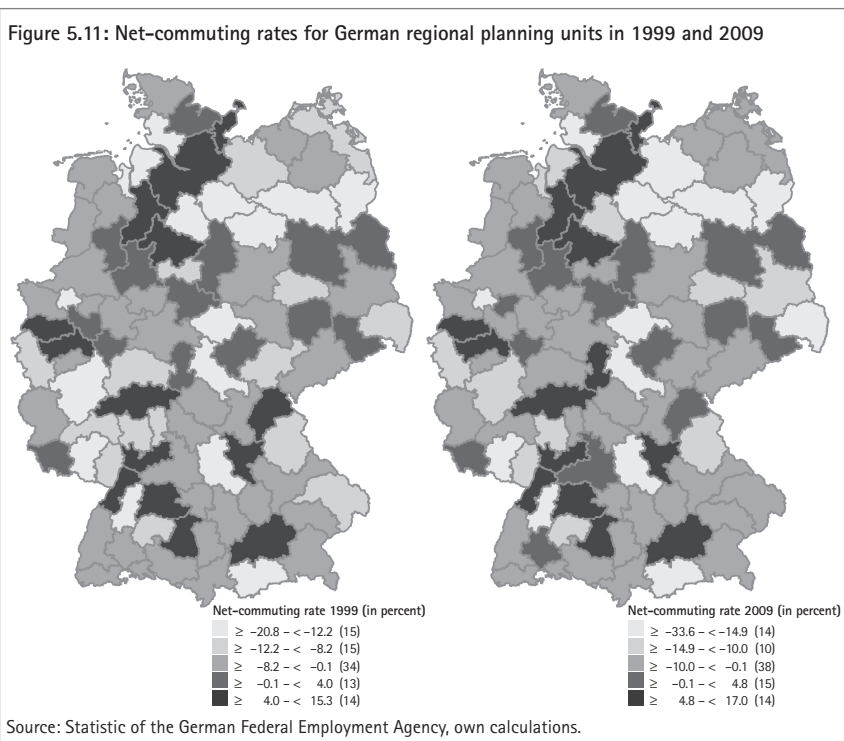 Figure 5.11: Net-commuting rates for German regional planning units in 1999 and 2009
Net-commuting rate 1999 (in percent)
≥ -20.8 - < -12.2 (15)
≥ -12.2 - < -8.2 (15)
≥ -8.2 - < -0.1 (34)
≥ -0.1 - < 4.0 (13)
≥ 4.0 - < 15.3 (14)
Net-commuting rate 2009 (in percent)
≥ -33.6 - < -14.9 (14)
≥ -14.9 - < -10.0 (10)
≥ -10.0 - < -0.1 (38)
≥ -0.1 - < 4.8 (15)
≥ 4.8 - < 17.0 (14)
Source: Statistic of the German Federal Employment Agency, own calculations.